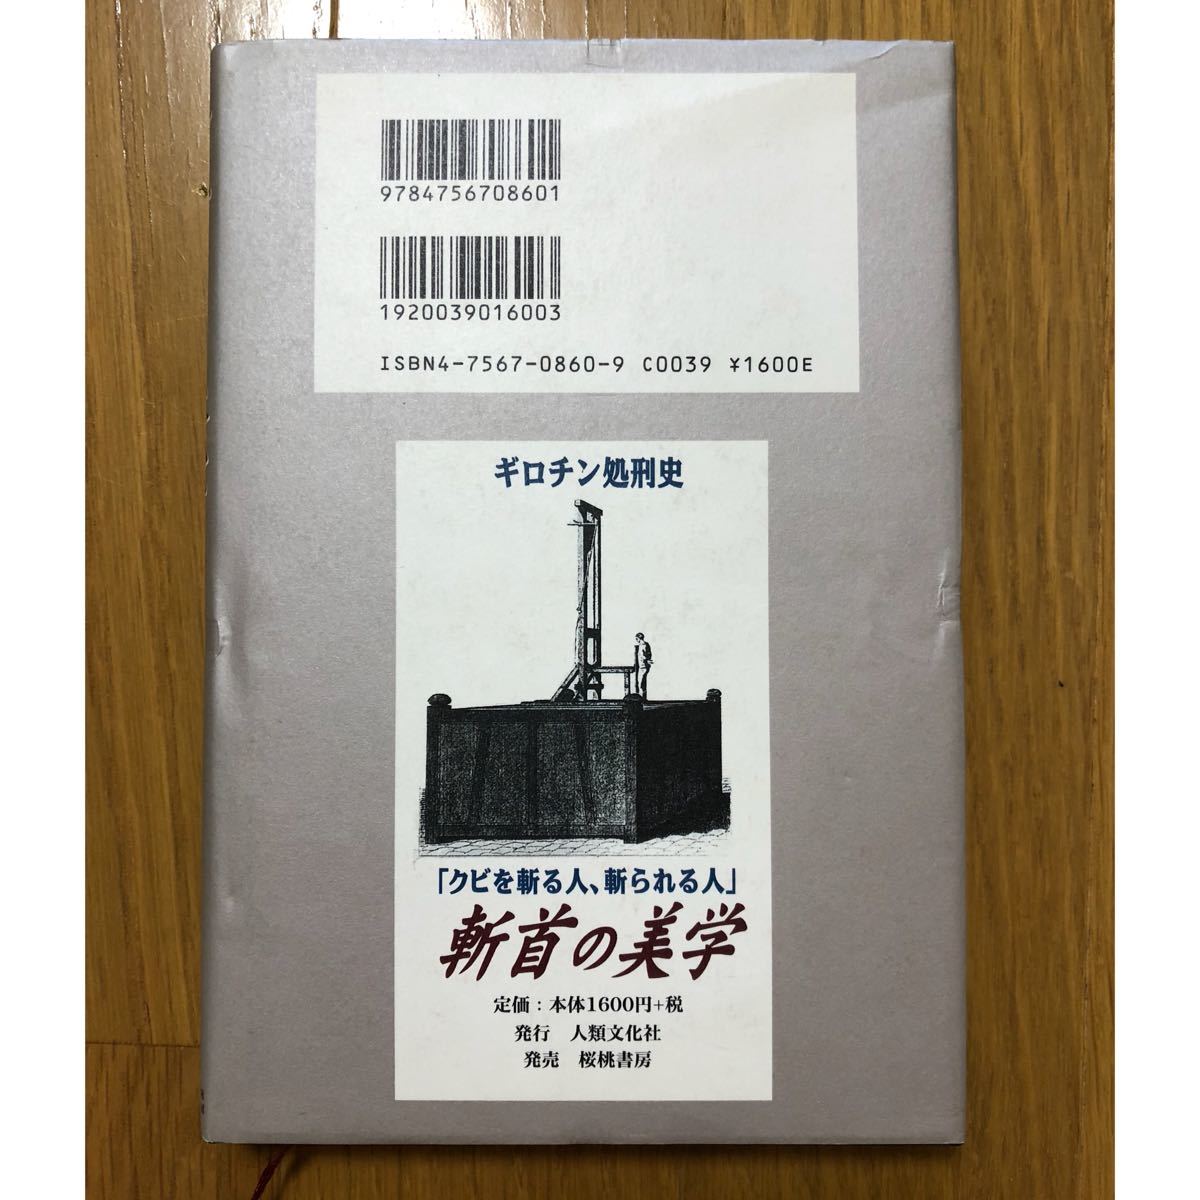 9784756708601
1920039016003
ISBN4-7567-0860-9 C0039 ¥1600E
ギロチン処刑史
「クビを斬る人、斬られる人」
斬首の美学
定価：本体1600円+税
発行 人類文化社
発売 桜桃書房